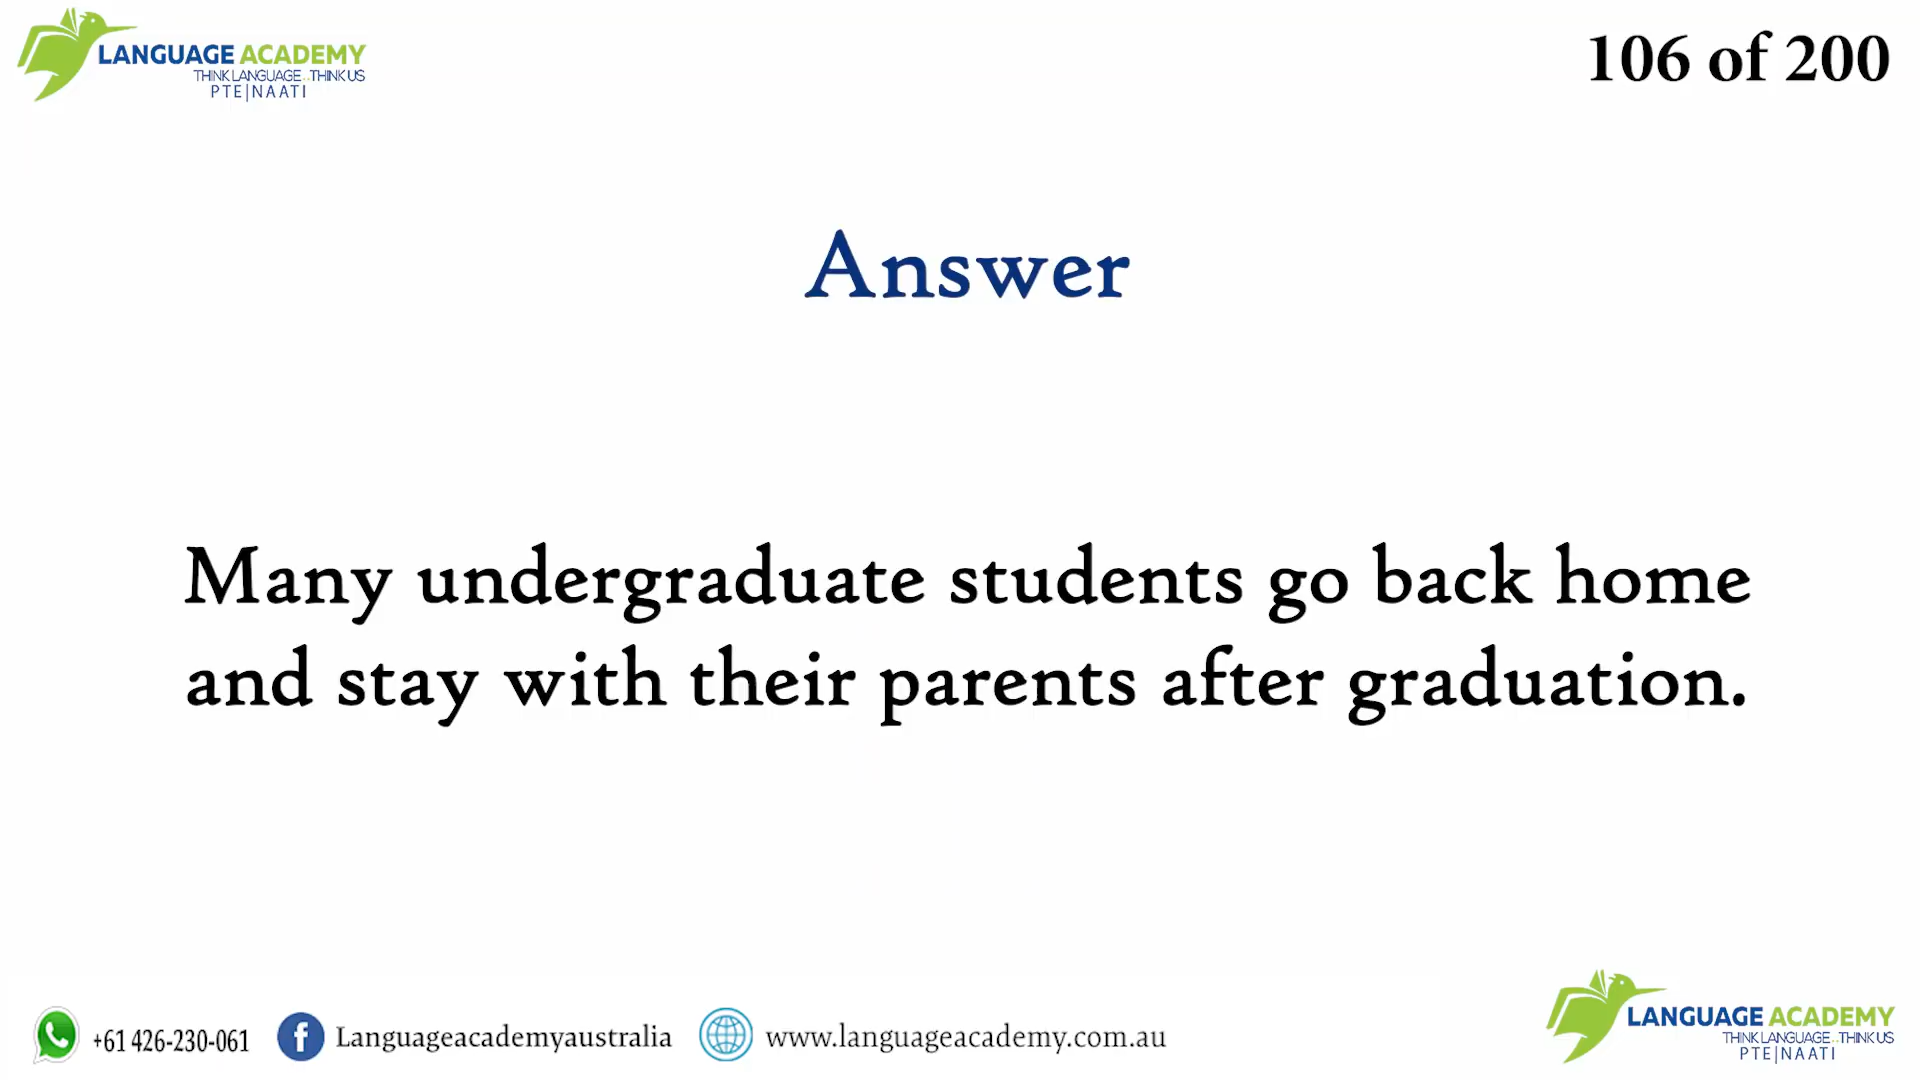 LANGUAGE ACADEMY
THINK LANGUAGE..THINK US
PTE|NAATI
106 of 200
Answer
Many undergraduate students go back home
and stay with their parents after graduation.
+61 426-230-061
Languageacademyaustralia
www.languageacademy.com.au
LANGUAGE ACADEMY
THINK LANGUAGE..THINK US
PTE|NAATI